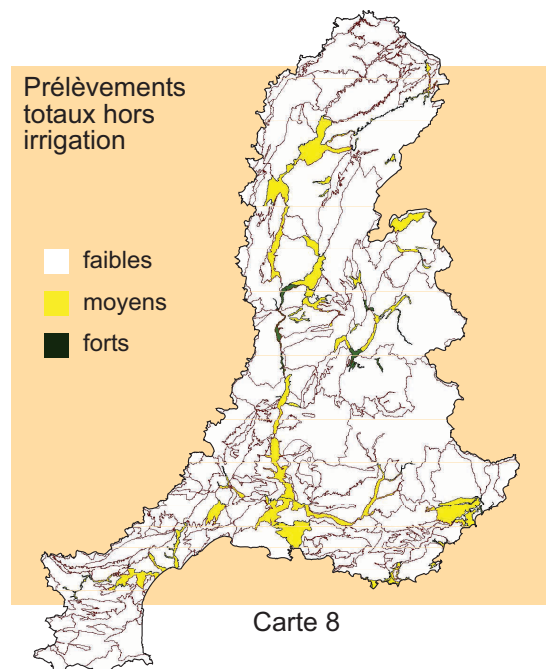 Prélèvements
totaux hors
irrigation
faibles
moyens
forts
Carte 8